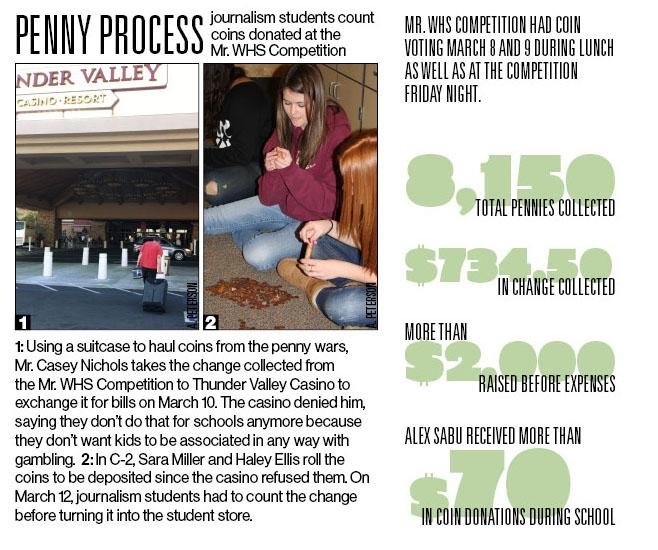 PENNY PROCESS
journalism students count
coins donated at the
Mr. WHS Competition
NDER VALLEY
CASINO • RESORT
1
A. PETERSON
2
A. PETERSON
1: Using a suitcase to haul coins from the penny wars,
Mr. Casey Nichols takes the change collected from
the Mr. WHS Competition to Thunder Valley Casino to
exchange it for bills on March 10. The casino denied him,
saying they don't do that for schools anymore because
they don't want kids to be associated in any way with
gambling. 2: In C-2, Sara Miller and Haley Ellis roll the
coins to be deposited since the casino refused them. On
March 12, journalism students had to count the change
before turning it into the student store.
MR. WHS COMPETITION HAD COIN
VOTING MARCH 8 AND 9 DURING LUNCH
AS WELL AS AT THE COMPETITION
FRIDAY NIGHT.
8,150
TOTAL PENNIES COLLECTED
$734.50
IN CHANGE COLLECTED
MORE THAN
$2,000
RAISED BEFORE EXPENSES
ALEX SABU RECEIVED MORE THAN
$70
IN COIN DONATIONS DURING SCHOOL